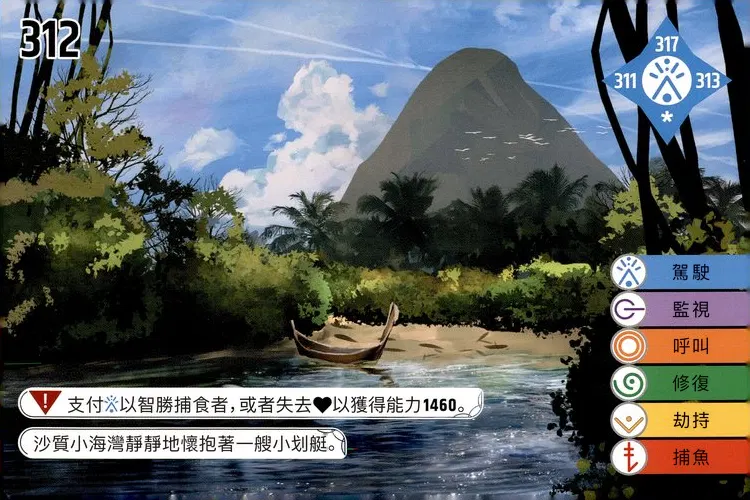 312
317
311
313
*
駕駛
監視
呼叫
修復
劫持
捕魚
! 支付以智勝捕食者，或者失去♥以獲得能力1460。
沙質小海灣靜靜地懷抱著一艘小划艇。